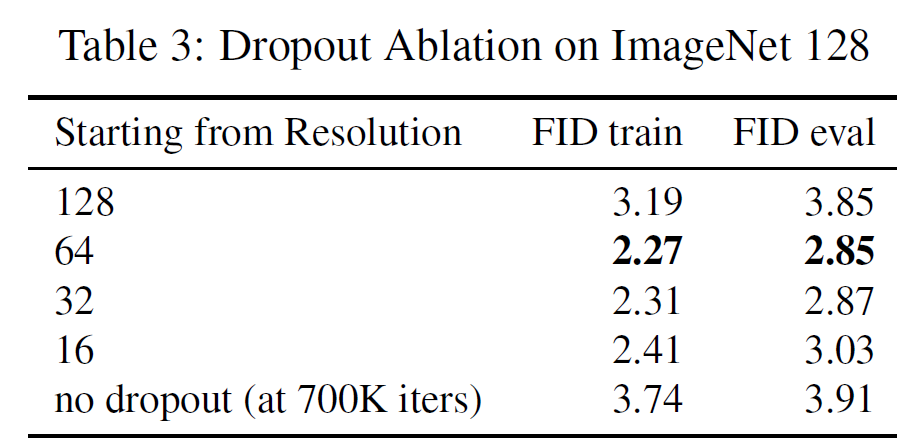 Table 3: Dropout Ablation on ImageNet 128
Starting from Resolution FID train FID eval
128 3.19 3.85
64 2.27 2.85
32 2.31 2.87
16 2.41 3.03
no dropout (at 700K iters) 3.74 3.91